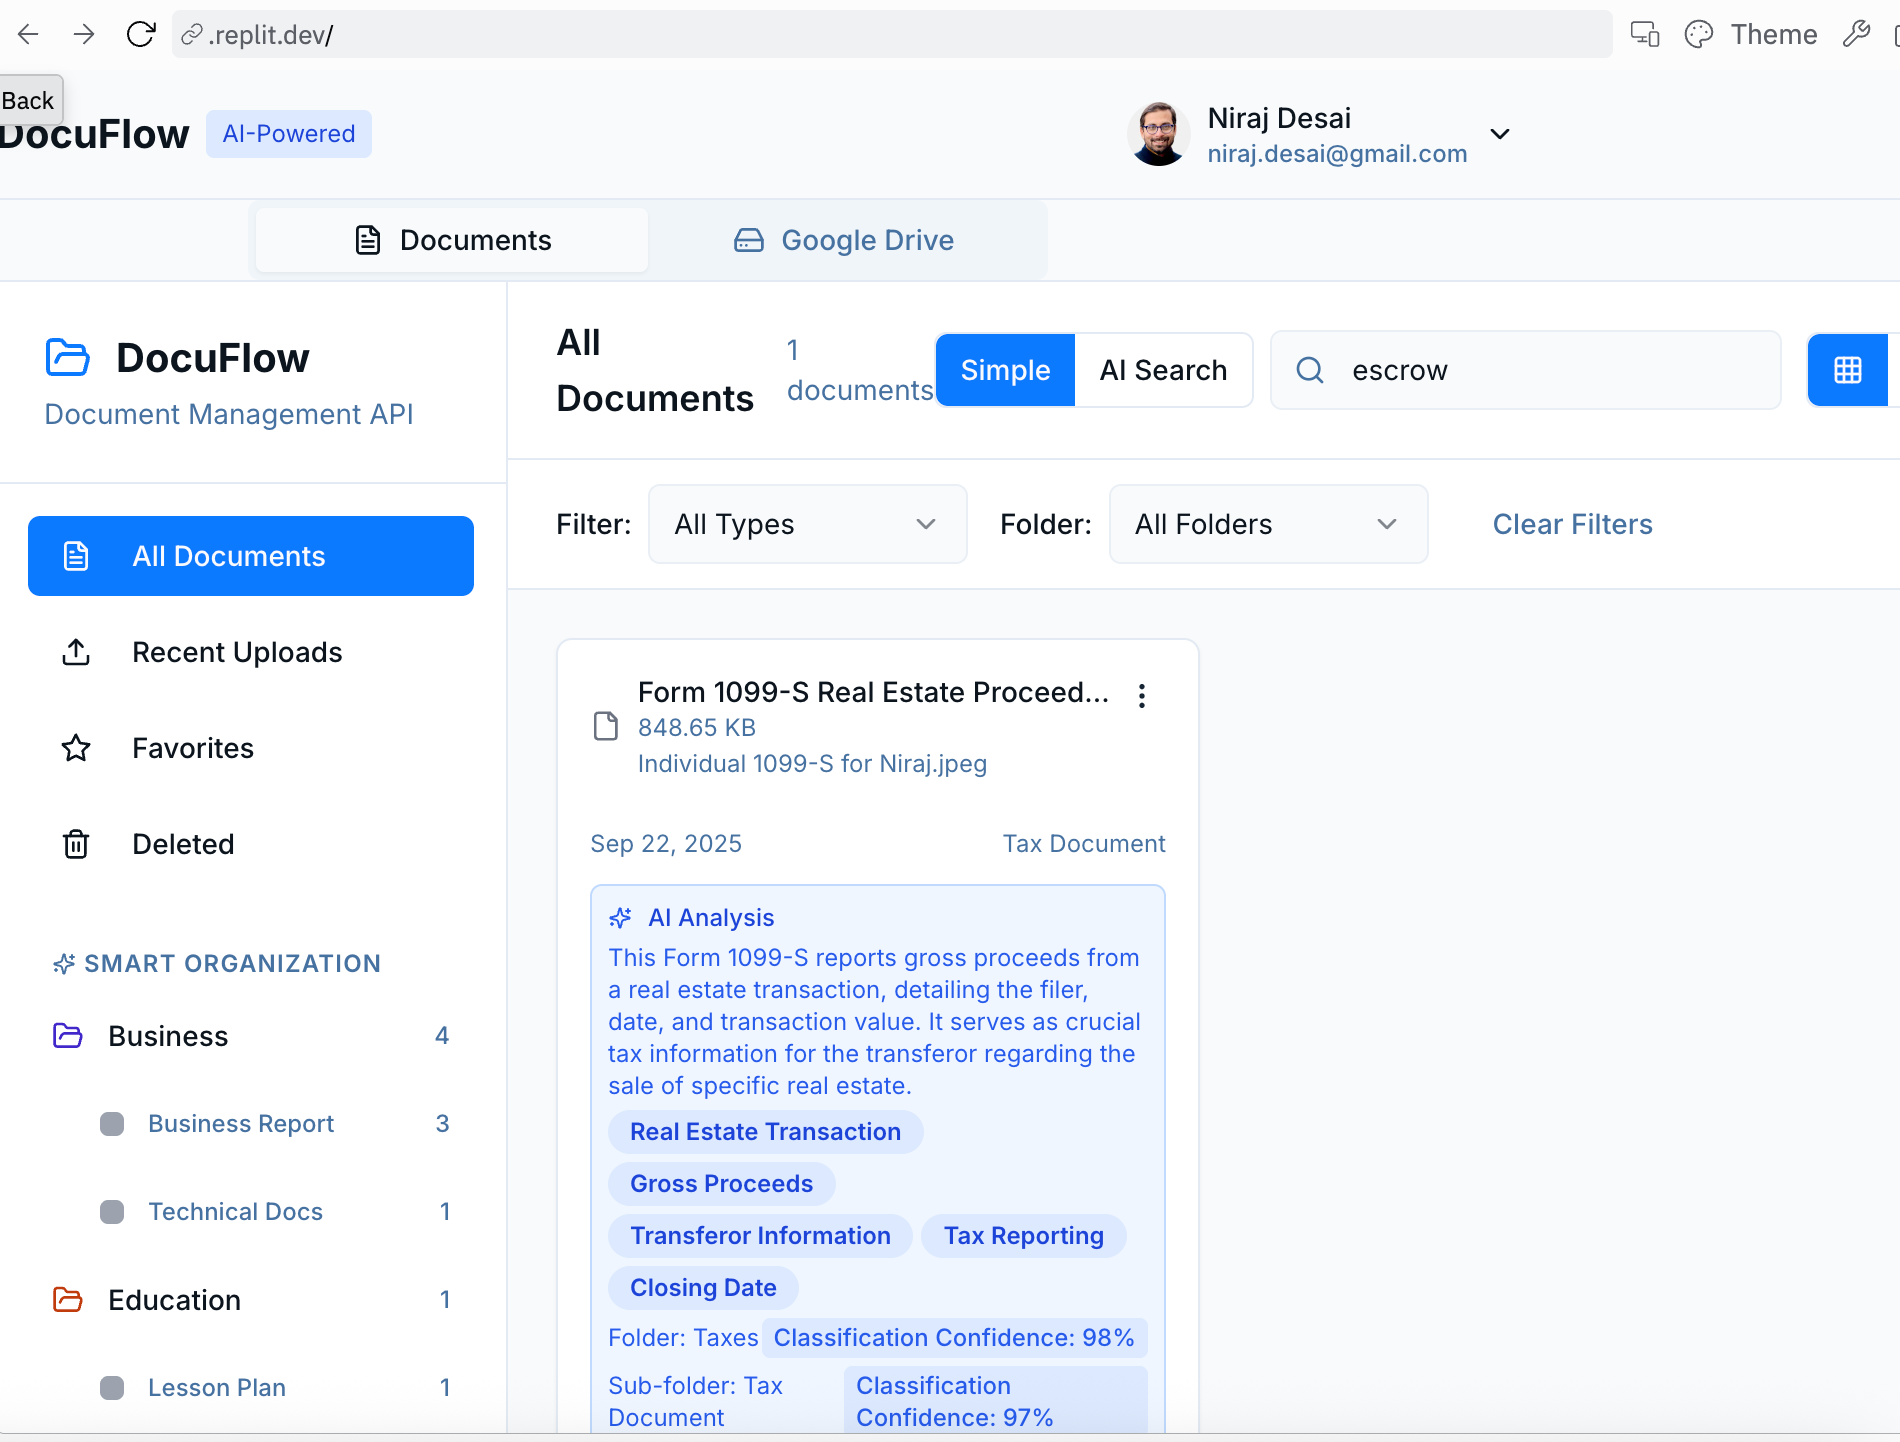 .replit.dev/
Theme
Back
DocuFlow
AI-Powered
Niraj Desai
niraj.desai@gmail.com
Documents
Google Drive
DocuFlow
Document Management API
All Documents
Recent Uploads
Favorites
Deleted
SMART ORGANIZATION
Business 4
Business Report 3
Technical Docs 1
Education 1
Lesson Plan 1
All
Documents
1
documents
Simple
AI Search
escrow
Filter:
All Types
Folder:
All Folders
Clear Filters
Form 1099-S Real Estate Proceed...
848.65 KB
Individual 1099-S for Niraj.jpeg
Sep 22, 2025
Tax Document
AI Analysis
This Form 1099-S reports gross proceeds from
a real estate transaction, detailing the filer,
date, and transaction value. It serves as crucial
tax information for the transferor regarding the
sale of specific real estate.
Real Estate Transaction
Gross Proceeds
Transferor Information
Tax Reporting
Closing Date
Folder: Taxes
Classification Confidence: 98%
Sub-folder: Tax
Document
Classification
Confidence: 97%